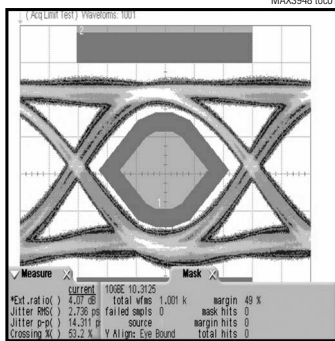 MAX3948 toc01
( Acq Limit Test ) Waveforms: 1001
2
1
Measure X Mask X
current 10GBE 10.3125
*Ext.ratio( ) 4.07 dB total wfms 1.001 k margin 49 %
Jitter RMS( ) 2.736 ps failed smpls 0 mask hits 0
Jitter p-p( ) 14.311 p source margin hits 0
Crossing %( ) 53.2 % Y Align: Eye Bound total hits 0